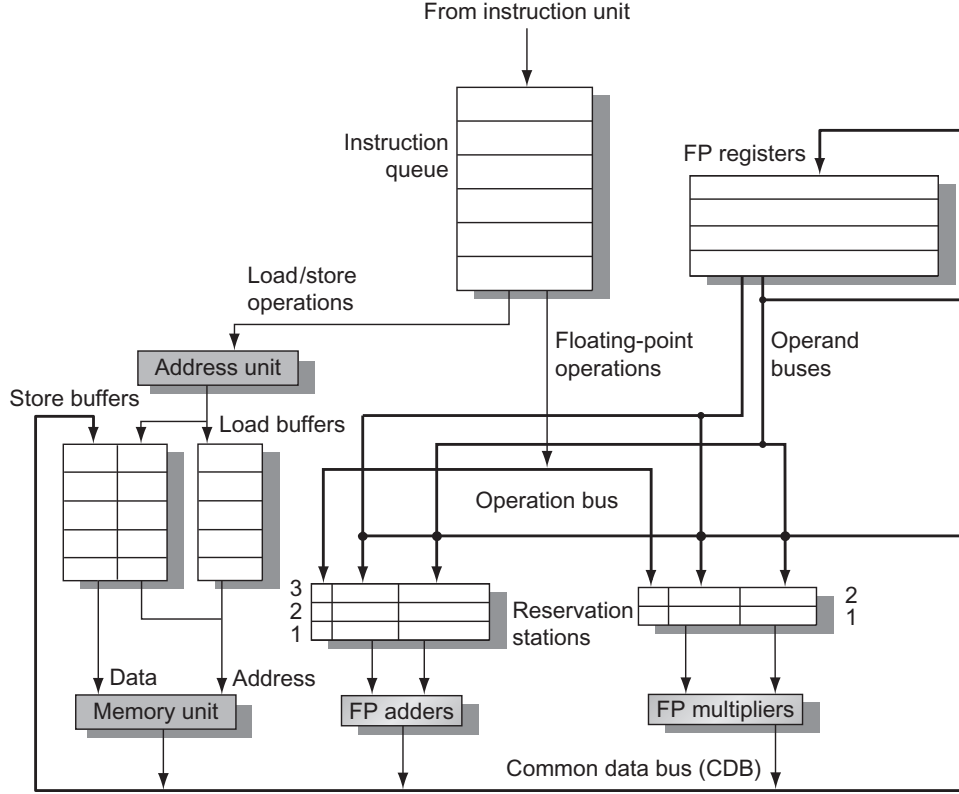 From instruction unit
Instruction
queue
FP registers
Load/store
operations
Floating-point
operations
Operand
buses
Address unit
Store buffers
Load buffers
Operation bus
3
2
1
Reservation
stations
2
1
Data
Address
Memory unit
FP adders
FP multipliers
Common data bus (CDB)